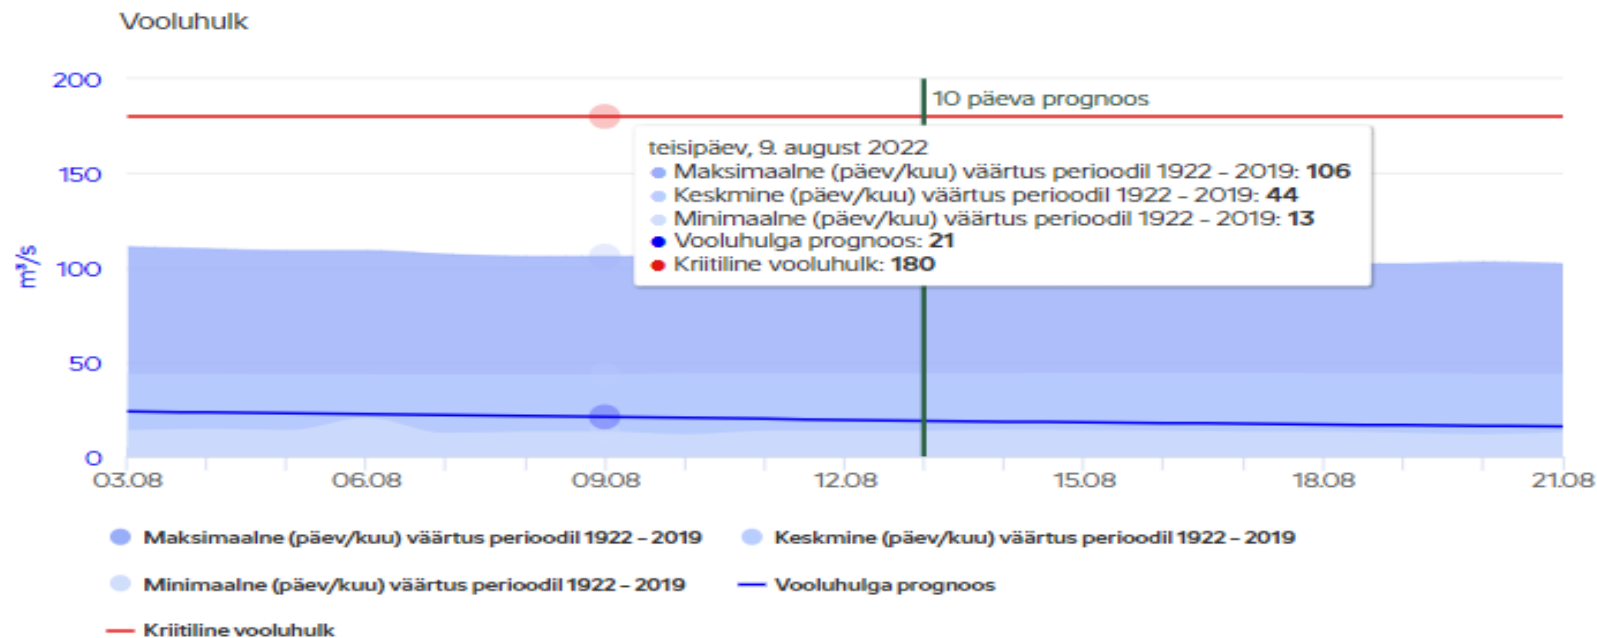 Vooluhulk
200
10 päeva prognoos
teisipäev, 9. august 2022
Maksimaalne (päev/kuu) väärtus perioodil 1922 - 2019: 106
150
Keskmine (päev/kuu) väärtus perioodil 1922 - 2019: 44
Minimaalne (päev/kuu) väärtus perioodil 1922 - 2019: 13
Vooluhulga prognoos: 21
Kriitiline vooluhulk: 180
m³/s
100
50
0
03.08 06.08 09.08 12.08 15.08 18.08 21.08
Maksimaalne (päev/kuu) väärtus perioodil 1922 - 2019 Keskmine (päev/kuu) väärtus perioodil 1922 - 2019
Minimaalne (päev/kuu) väärtus perioodil 1922 - 2019 Vooluhulga prognoos
Kriitiline vooluhulk